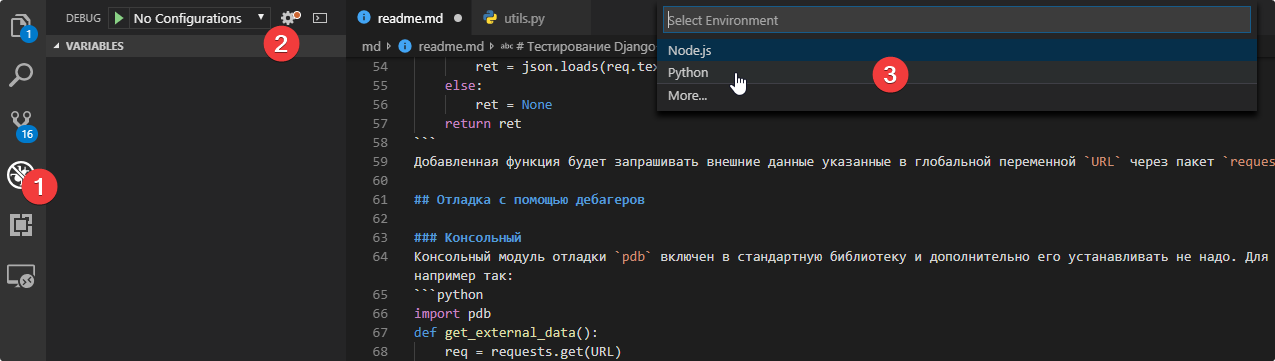 DEBUG No Configurations
VARIABLES
1
16
1
2
readme.md
utils.py
md > readme.md > abc # Тестирование Django
54 ret = json.loads(req.te
55 else:
56 ret = None
57 return ret
58 ```
59 Добавленная функция будет запрашивать внешние данные указанные в глобальной переменной `URL` через пакет `reques
60
61 ## Отладка с помощью дебагеров
62
63 ### Консольный
64 Консольный модуль отладки `pdb` включен в стандартную библиотеку и дополнительно его устанавливать не надо. Для
например так:
65 ```python
66 import pdb
67 def get_external_data():
68 req = requests.get(URL)
Select Environment
Node.js
Python
More...
3